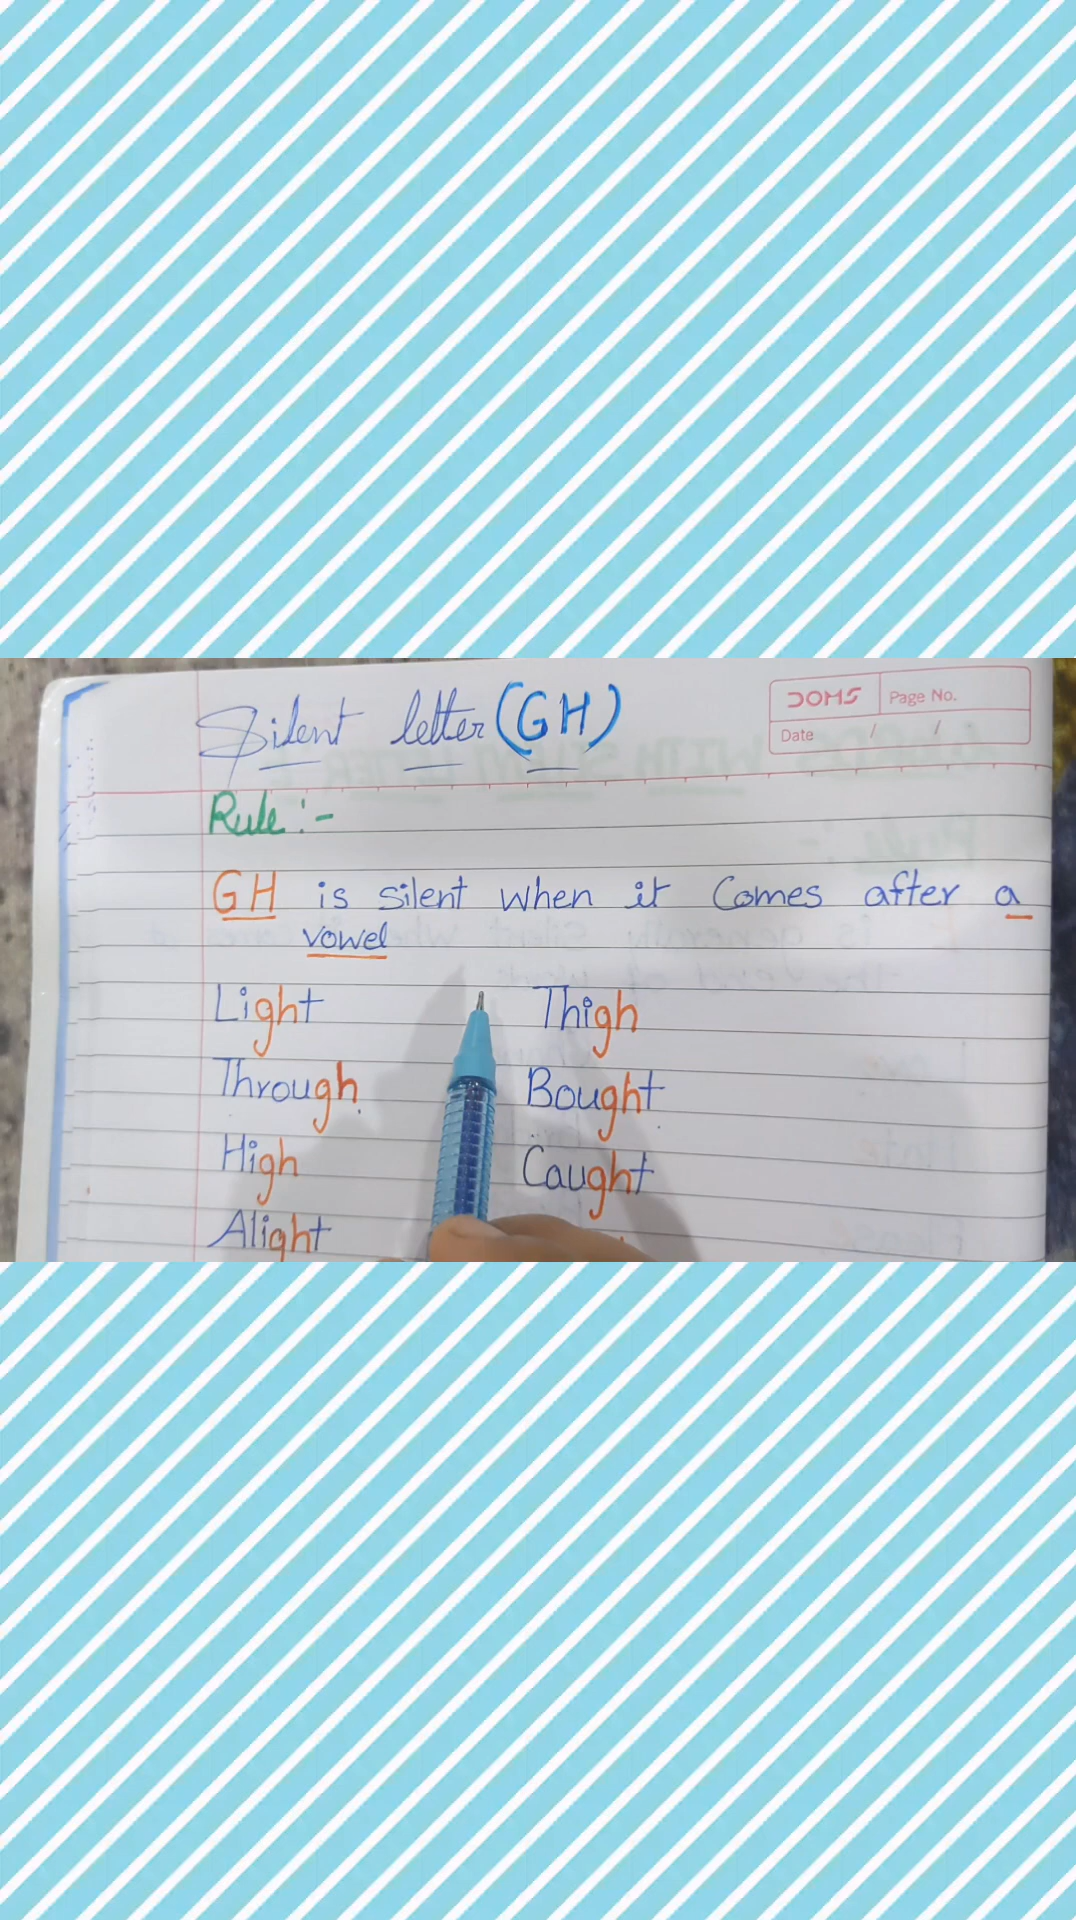 Silent letter (GH)
DOMS Page No.
Date / /
Rule :-
GH is silent when it Comes after a
vowel
Light Thigh
Through Bought
High Caught
Alight